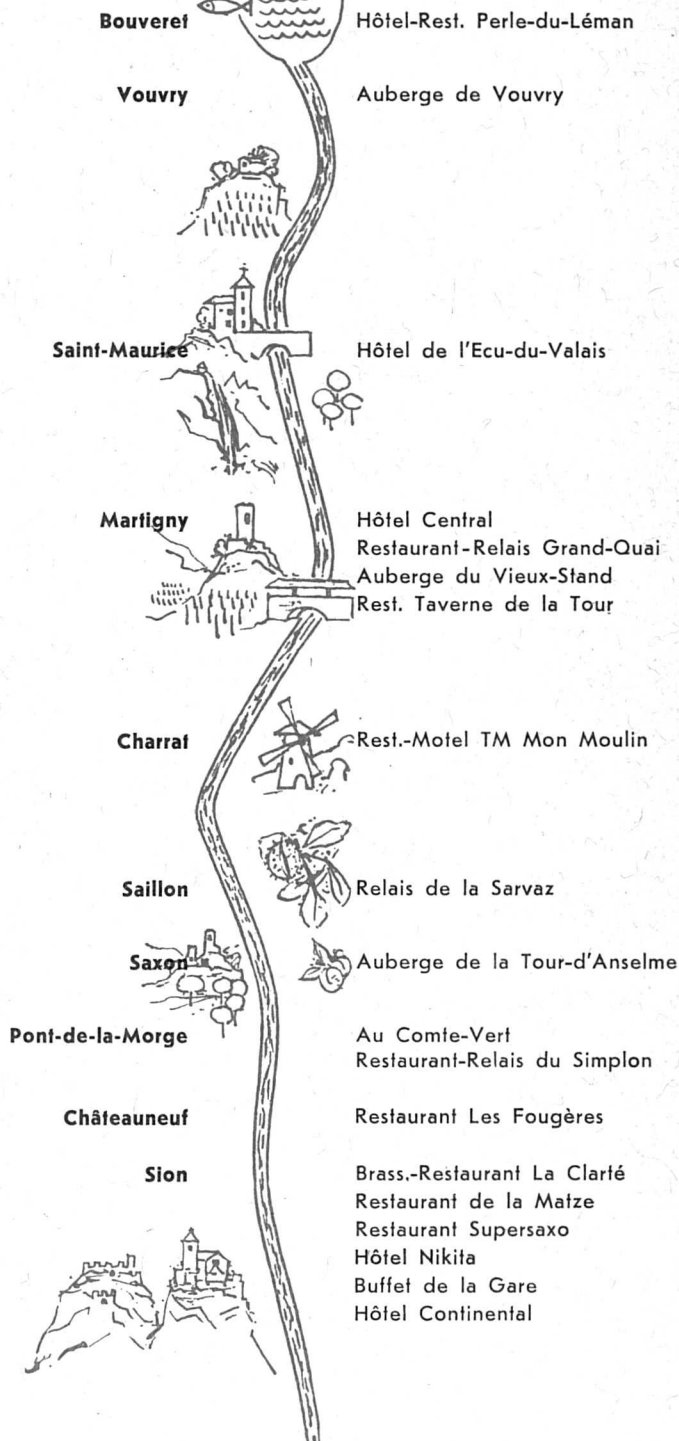 Bouveret Hôtel-Rest. Perle-du-Léman
Vouvry Auberge de Vouvry
Saint-Maurice Hôtel de l'Ecu-du-Valais
Martigny Hôtel Central
Restaurant-Relais Grand-Quai
Auberge du Vieux-Stand
Rest. Taverne de la Tour
Charrat Rest.-Motel TM Mon Moulin
Saillon Relais de la Sarvaz
Saxon Auberge de la Tour-d'Anselme
Pont-de-la-Morge Au Comte-Vert
Restaurant-Relais du Simplon
Châteauneuf Restaurant Les Fougères
Sion Brass.-Restaurant La Clarté
Restaurant de la Matze
Restaurant Supersaxo
Hôtel Nikita
Buffet de la Gare
Hôtel Continental